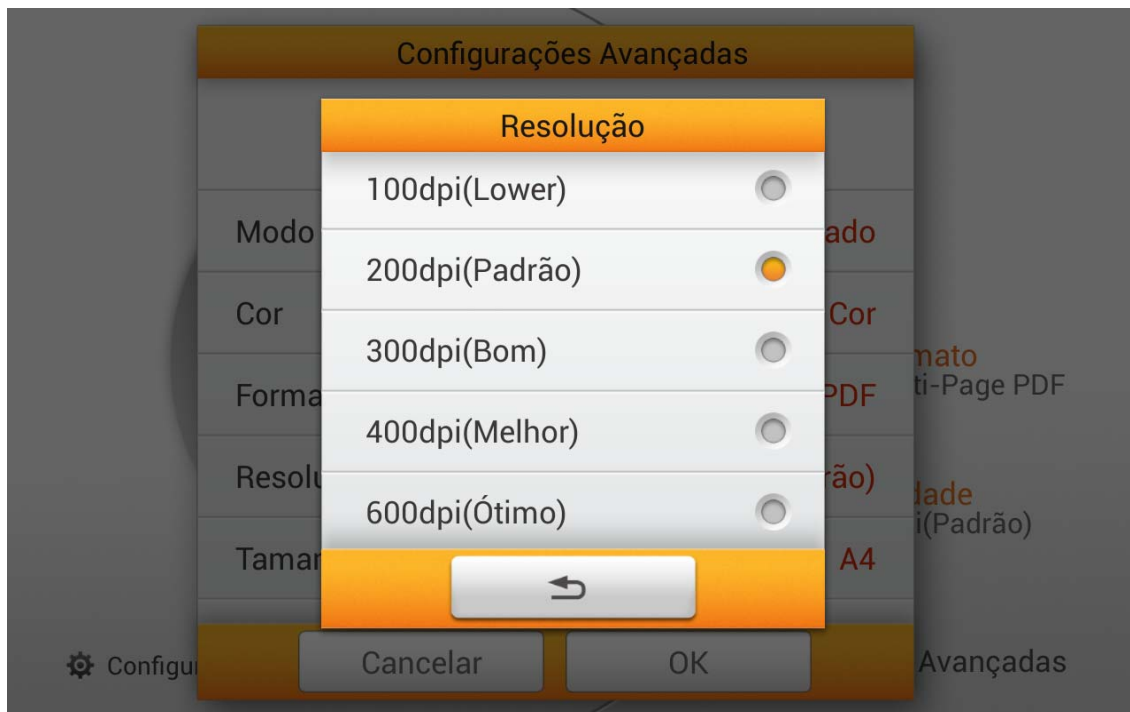 Configurações Avançadas
Resolução
100dpi(Lower)
Modo
ado
200dpi(Padrão)
Cor
Cor
300dpi(Bom)
mato
ti-Page PDF
Forma
PDF
400dpi(Melhor)
Resolu
rão)
dade
i(Padrão)
600dpi(Ótimo)
Taman
A4
Configu
Cancelar
OK
Avançadas